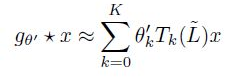 $g_{\theta'} \star x \approx \sum_{k=0}^{K} \theta'_k T_k(\tilde{L}) x$